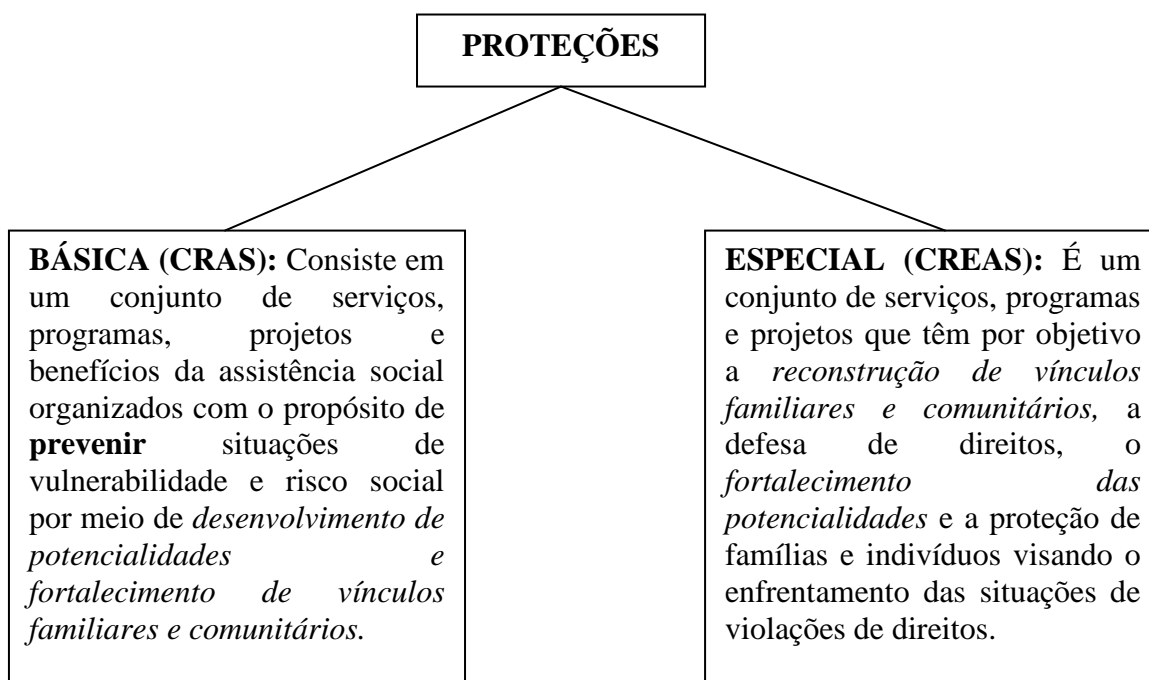 PROTEÇÕES
BÁSICA (CRAS): Consiste em
um conjunto de serviços,
programas, projetos e
benefícios da assistência social
organizados com o propósito de
prevenir situações de
vulnerabilidade e risco social
por meio de desenvolvimento de
potencialidades e
fortalecimento de vínculos
familiares e comunitários.
ESPECIAL (CREAS): É um
conjunto de serviços, programas
e projetos que têm por objetivo
a reconstrução de vínculos
familiares e comunitários, a
defesa de direitos, o
fortalecimento das
potencialidades e a proteção de
famílias e indivíduos visando o
enfrentamento das situações de
violações de direitos.